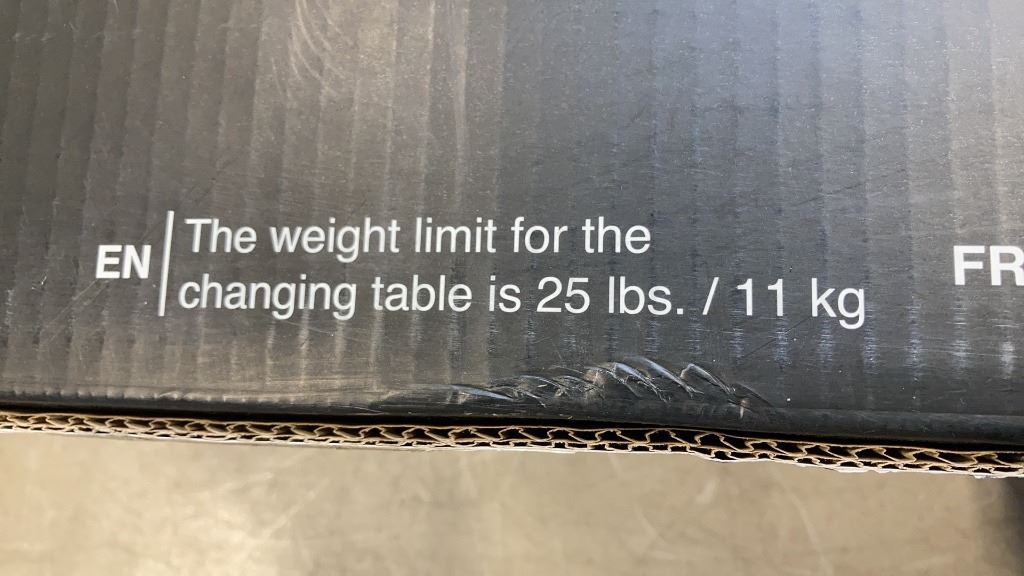 EN
The weight limit for the
changing table is 25 lbs. / 11 kg
FR